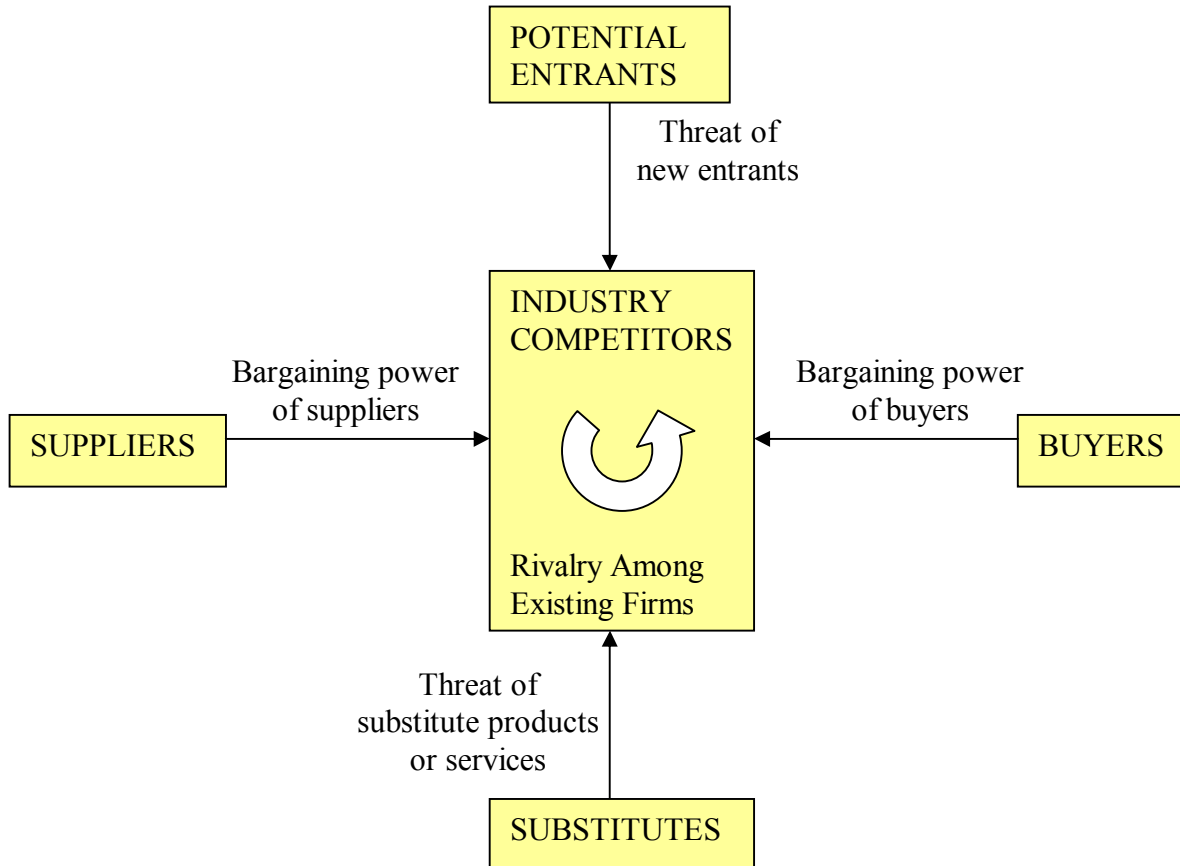 POTENTIAL
ENTRANTS
Threat of
new entrants
INDUSTRY
COMPETITORS
Bargaining power
of suppliers
Bargaining power
of buyers
SUPPLIERS
BUYERS
Rivalry Among
Existing Firms
Threat of
substitute products
or services
SUBSTITUTES